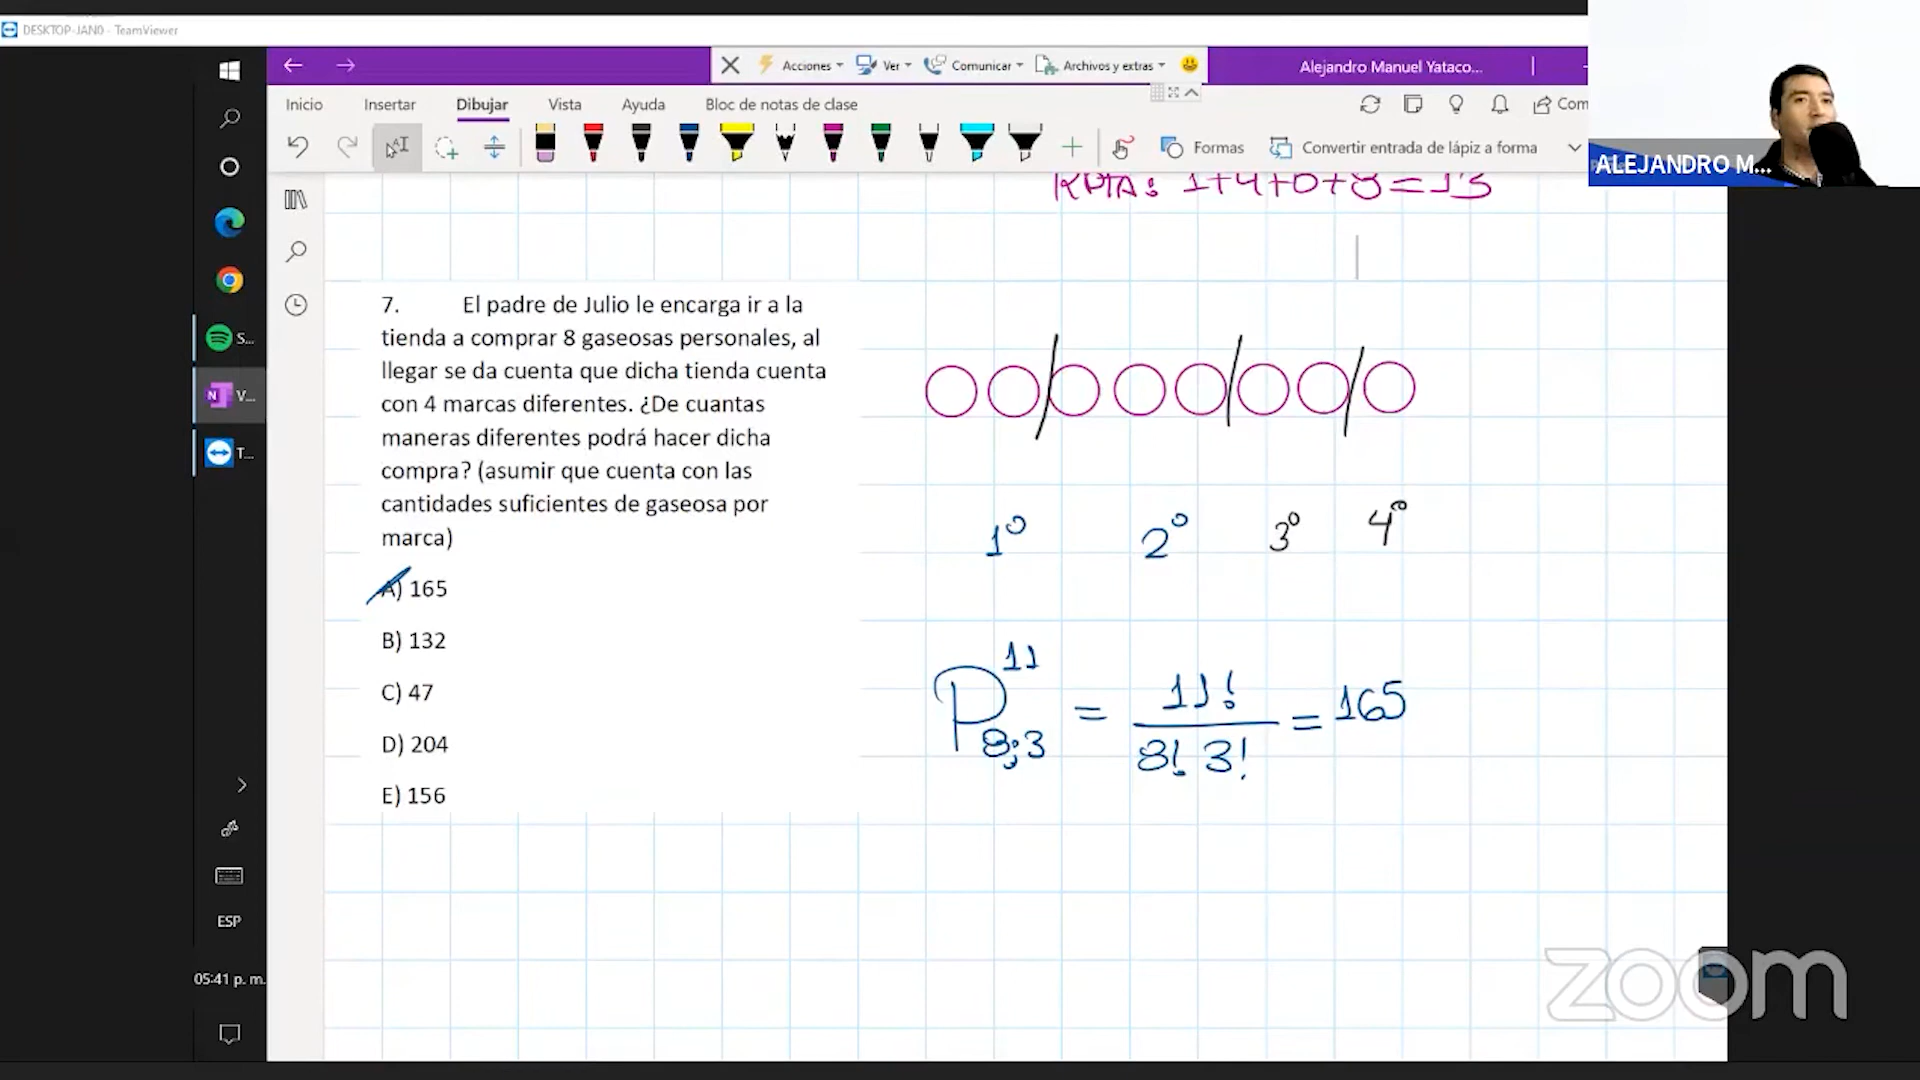 DESKTOP-JAN0 - TeamViewer
Acciones
Ver
Comunicar
Archivos y extras
Alejandro Manuel Yataco...
Inicio
Insertar
Dibujar
Vista
Ayuda
Bloc de notas de clase
Com
Formas
Convertir entrada de lápiz a forma
ALEJANDRO M...
S...
V...
T...
7. El padre de Julio le encarga ir a la
tienda a comprar 8 gaseosas personales, al
llegar se da cuenta que dicha tienda cuenta
con 4 marcas diferentes. ¿De cuantas
maneras diferentes podrá hacer dicha
compra? (asumir que cuenta con las
cantidades suficientes de gaseosa por
marca)
A) 165
B) 132
C) 47
D) 204
E) 156
1° 2° 3° 4°
P 11 8;3 = 11! / 8! 3! = 165
ESP
05:41 p. m.
zoom